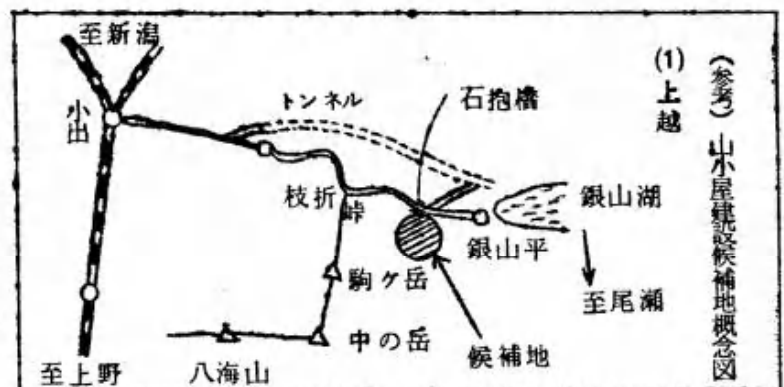 (参考) 山小屋建設候補地概念図
(1)上越
至新潟
小出
トンネル
石抱橋
枝折峠
銀山平
銀山湖
至尾瀬
駒ケ岳
中の岳
八海山
候補地
至上野